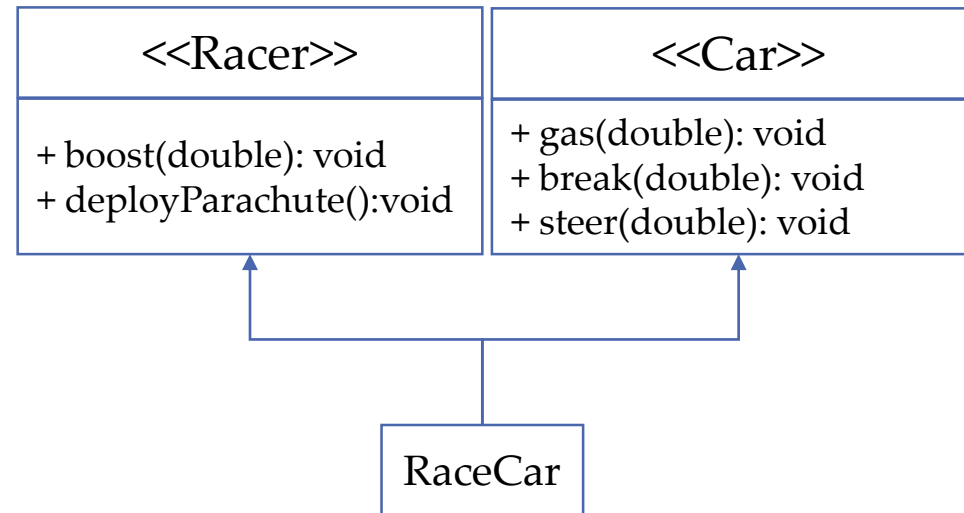 <<Racer>>
+ boost(double): void
+ deployParachute():void
<<Car>>
+ gas(double): void
+ break(double): void
+ steer(double): void
RaceCar